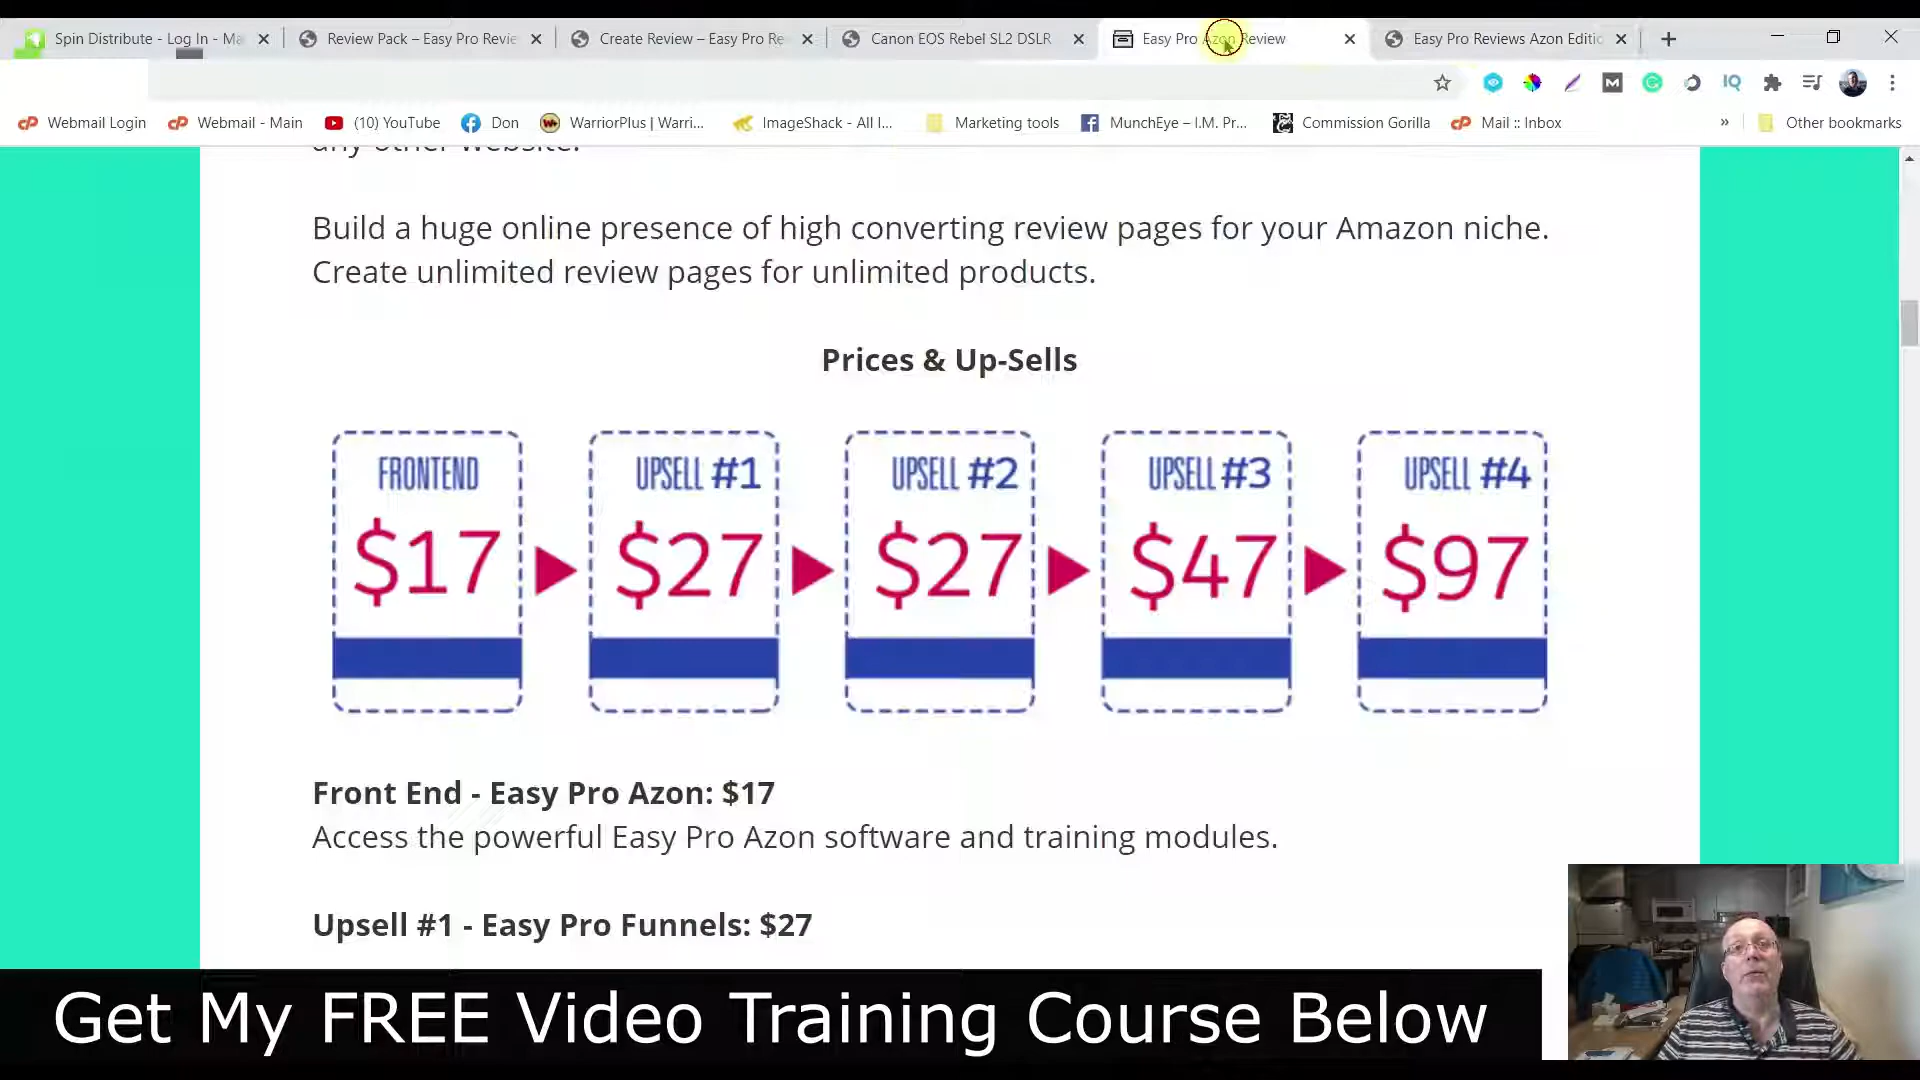 Spin Distribute - Log In - Ma
Review Pack – Easy Pro Revie
Create Review – Easy Pro Re
Canon EOS Rebel SL2 DSLR
Easy Pro Azon Review
Easy Pro Reviews Azon Editio
Webmail Login
Webmail - Main
(10) YouTube
Don
WarriorPlus | Warri...
ImageShack - All I...
Marketing tools
MunchEye – I.M. Pr...
Commission Gorilla
Mail :: Inbox
»
Other bookmarks
any other website.
Build a huge online presence of high converting review pages for your Amazon niche.
Create unlimited review pages for unlimited products.
Prices & Up-Sells
FRONTEND
$17
UPSELL #1
$27
UPSELL #2
$27
UPSELL #3
$47
UPSELL #4
$97
Front End - Easy Pro Azon: $17
Access the powerful Easy Pro Azon software and training modules.
Upsell #1 - Easy Pro Funnels: $27
Get My FREE Video Training Course Below